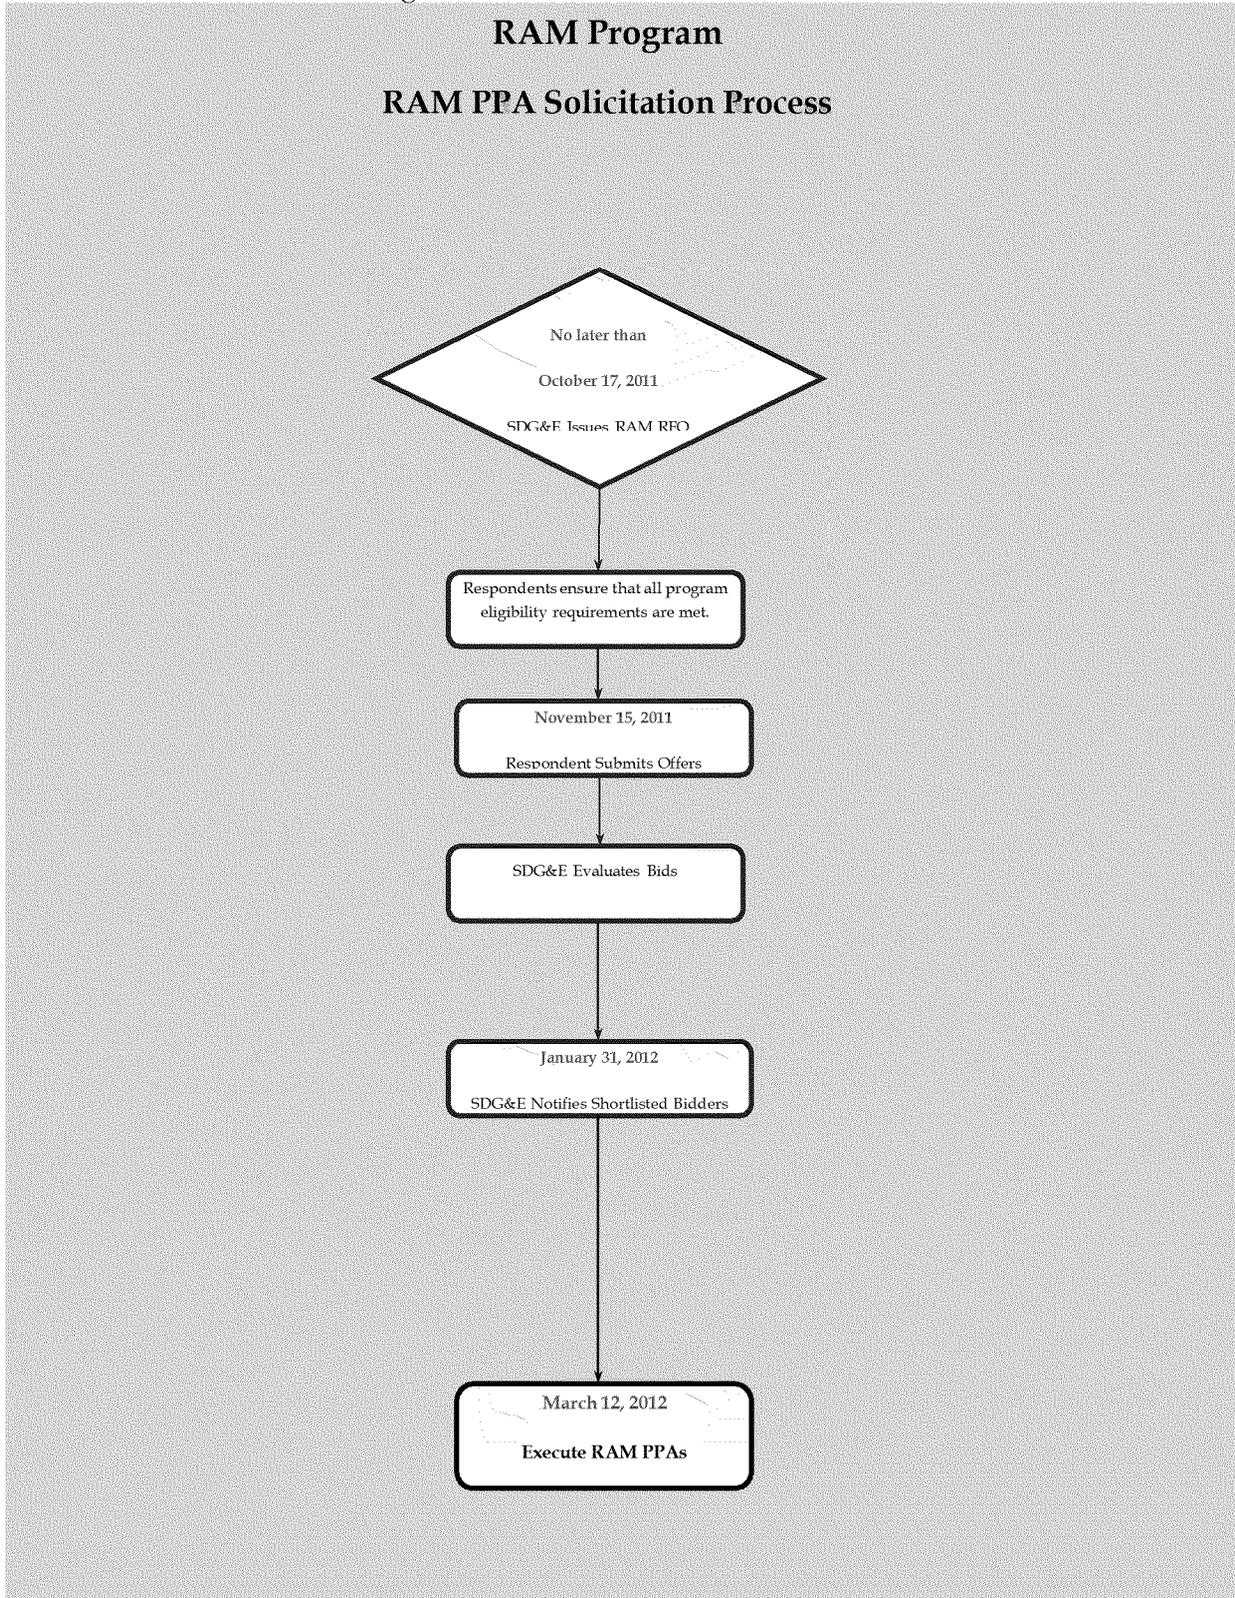 RAM Program
RAM PPA Solicitation Process
No later than
October 17, 2011
SDG&E Issues RAM RFO
Respondents ensure that all program
eligibility requirements are met.
November 15, 2011
Respondent Submits Offers
SDG&E Evaluates Bids
January 31, 2012
SDG&E Notifies Shortlisted Bidders
March 12, 2012
Execute RAM PPAs